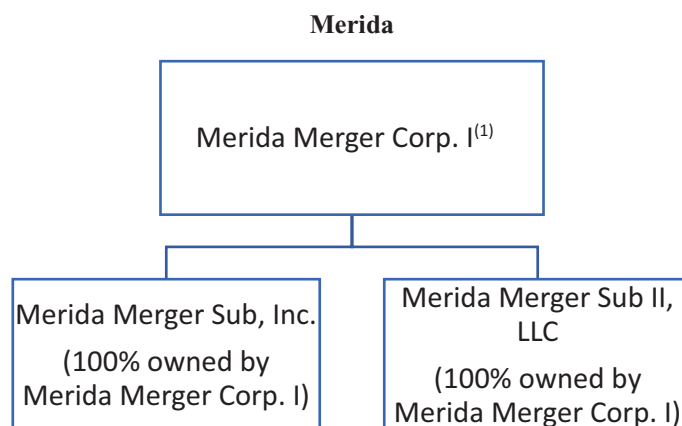 Merida
Merida Merger Corp. I(1)
Merida Merger Sub, Inc.
(100% owned by
Merida Merger Corp. I)
Merida Merger Sub II,
LLC
(100% owned by
Merida Merger Corp. I)